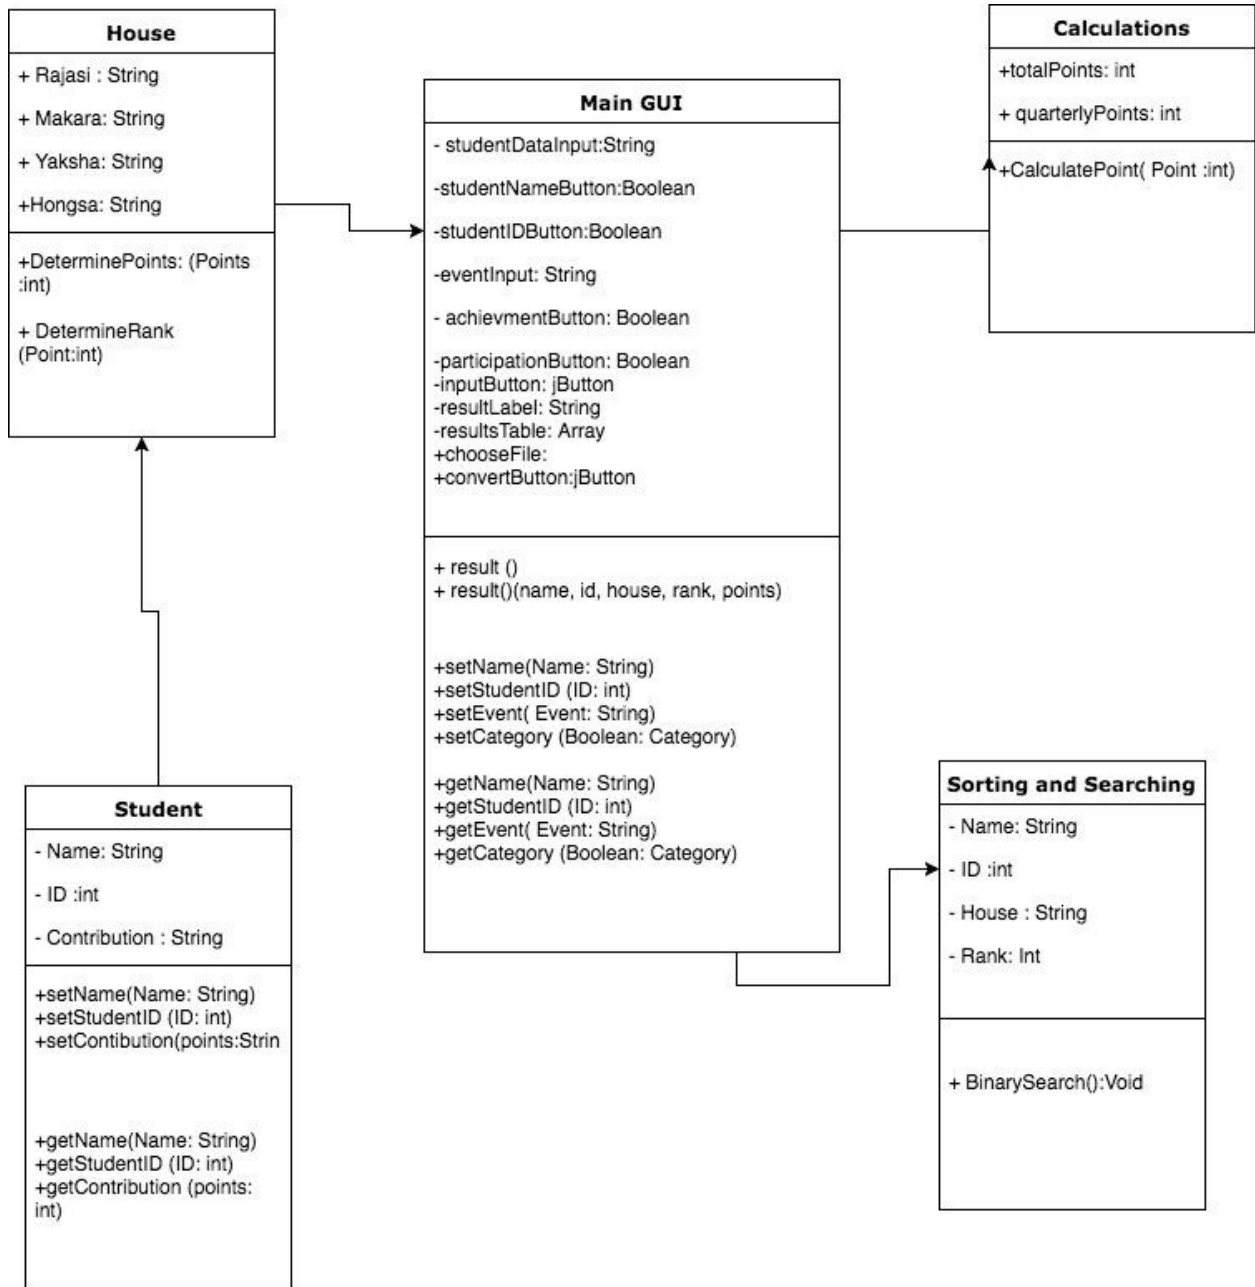 House
+ Rajasi : String
+ Makara: String
+ Yaksha: String
+Hongsa: String
+DeterminePoints: (Points
:int)
+ DetermineRank
(Point:int)
Main GUI
- studentDataInput:String
-studentNameButton:Boolean
-studentIDButton:Boolean
-eventInput: String
- achievmentButton: Boolean
-participationButton: Boolean
-inputButton: jButton
-resultLabel: String
-resultsTable: Array
+chooseFile:
+convertButton:jButton
+ result ()
+ result()(name, id, house, rank, points)
+setName(Name: String)
+setStudentID (ID: int)
+setEvent( Event: String)
+setCategory (Boolean: Category)
+getName(Name: String)
+getStudentID (ID: int)
+getEvent( Event: String)
+getCategory (Boolean: Category)
Calculations
+totalPoints: int
+ quarterlyPoints: int
+CalculatePoint( Point :int)
Student
- Name: String
- ID :int
- Contribution : String
+setName(Name: String)
+setStudentID (ID: int)
+setContibution(points:Strin
+getName(Name: String)
+getStudentID (ID: int)
+getContribution (points:
int)
Sorting and Searching
- Name: String
- ID :int
- House : String
- Rank: Int
+ BinarySearch():Void